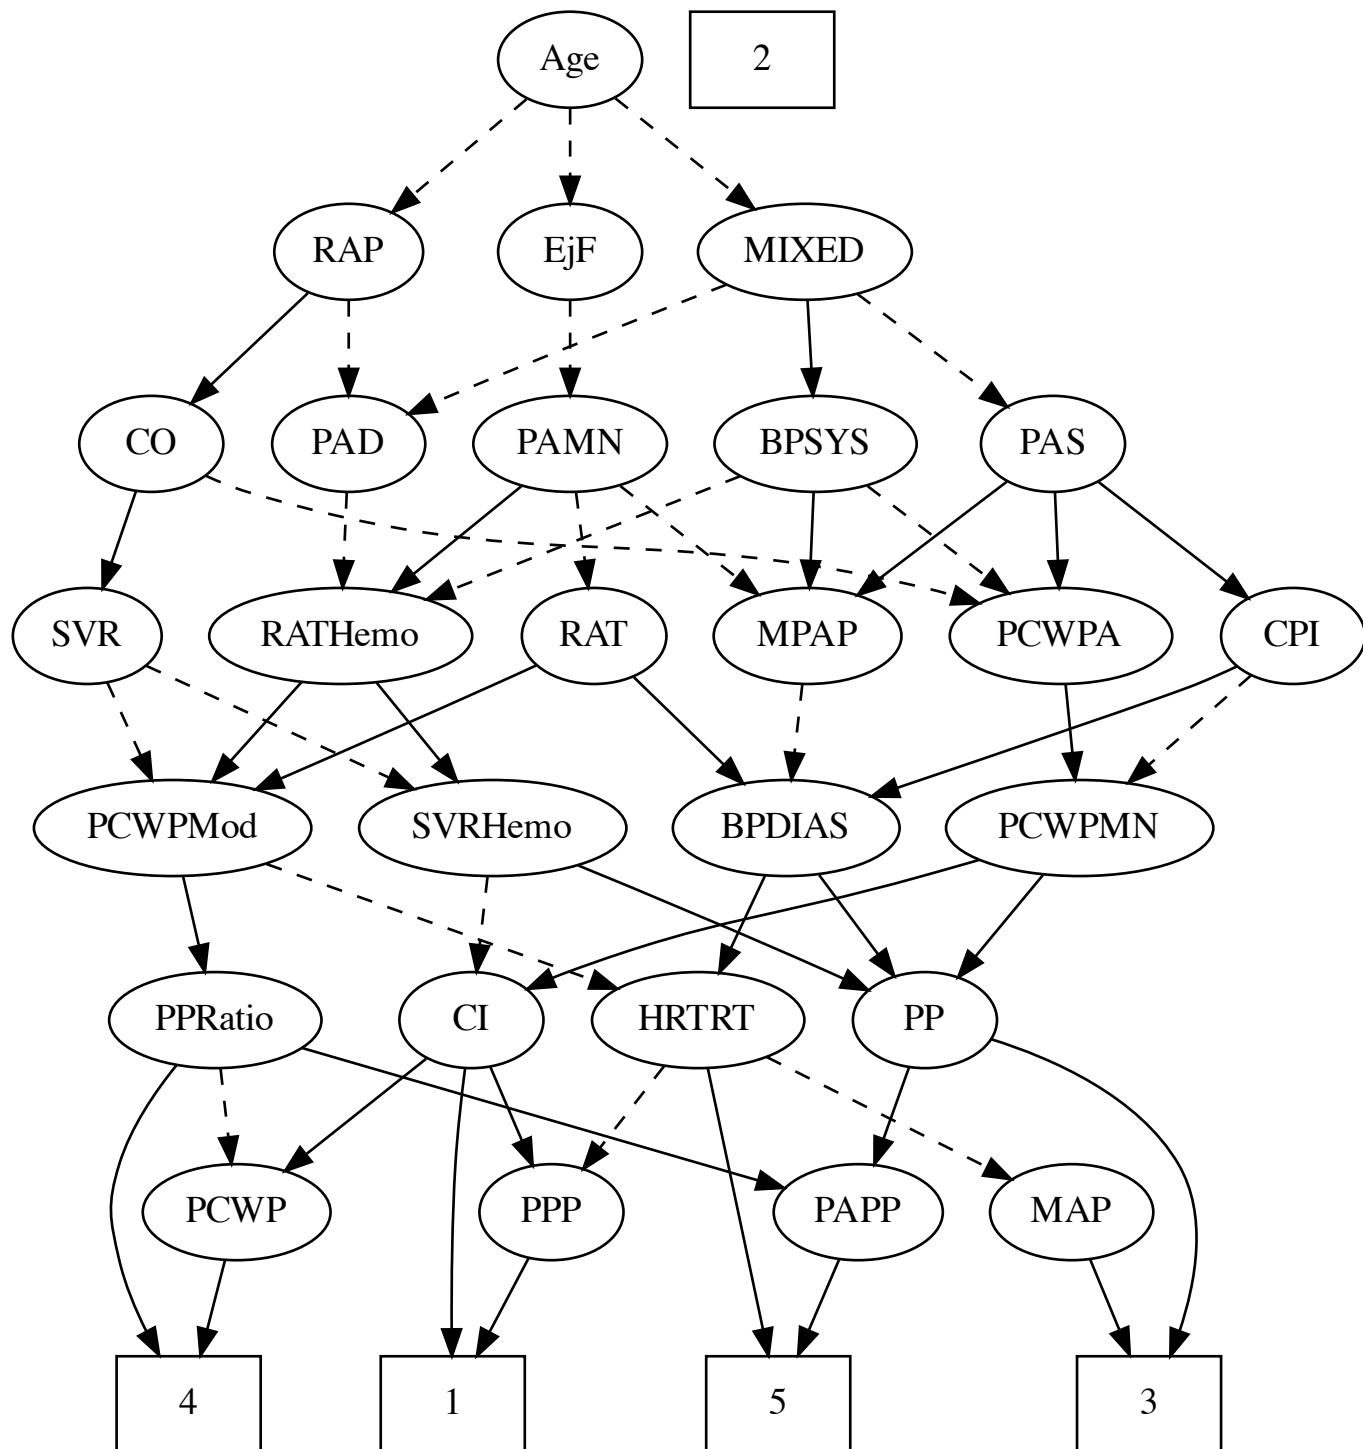 Age 2
RAP EjF MIXED
CO PAD PAMN BPSYS PAS
SVR RATHemo RAT MPAP PCWPA CPI
PCWPMod SVRHemo BPDIAS PCWPMN
PPRatio CI HRTRT PP
PCWP PPP PAPP MAP
4 1 5 3